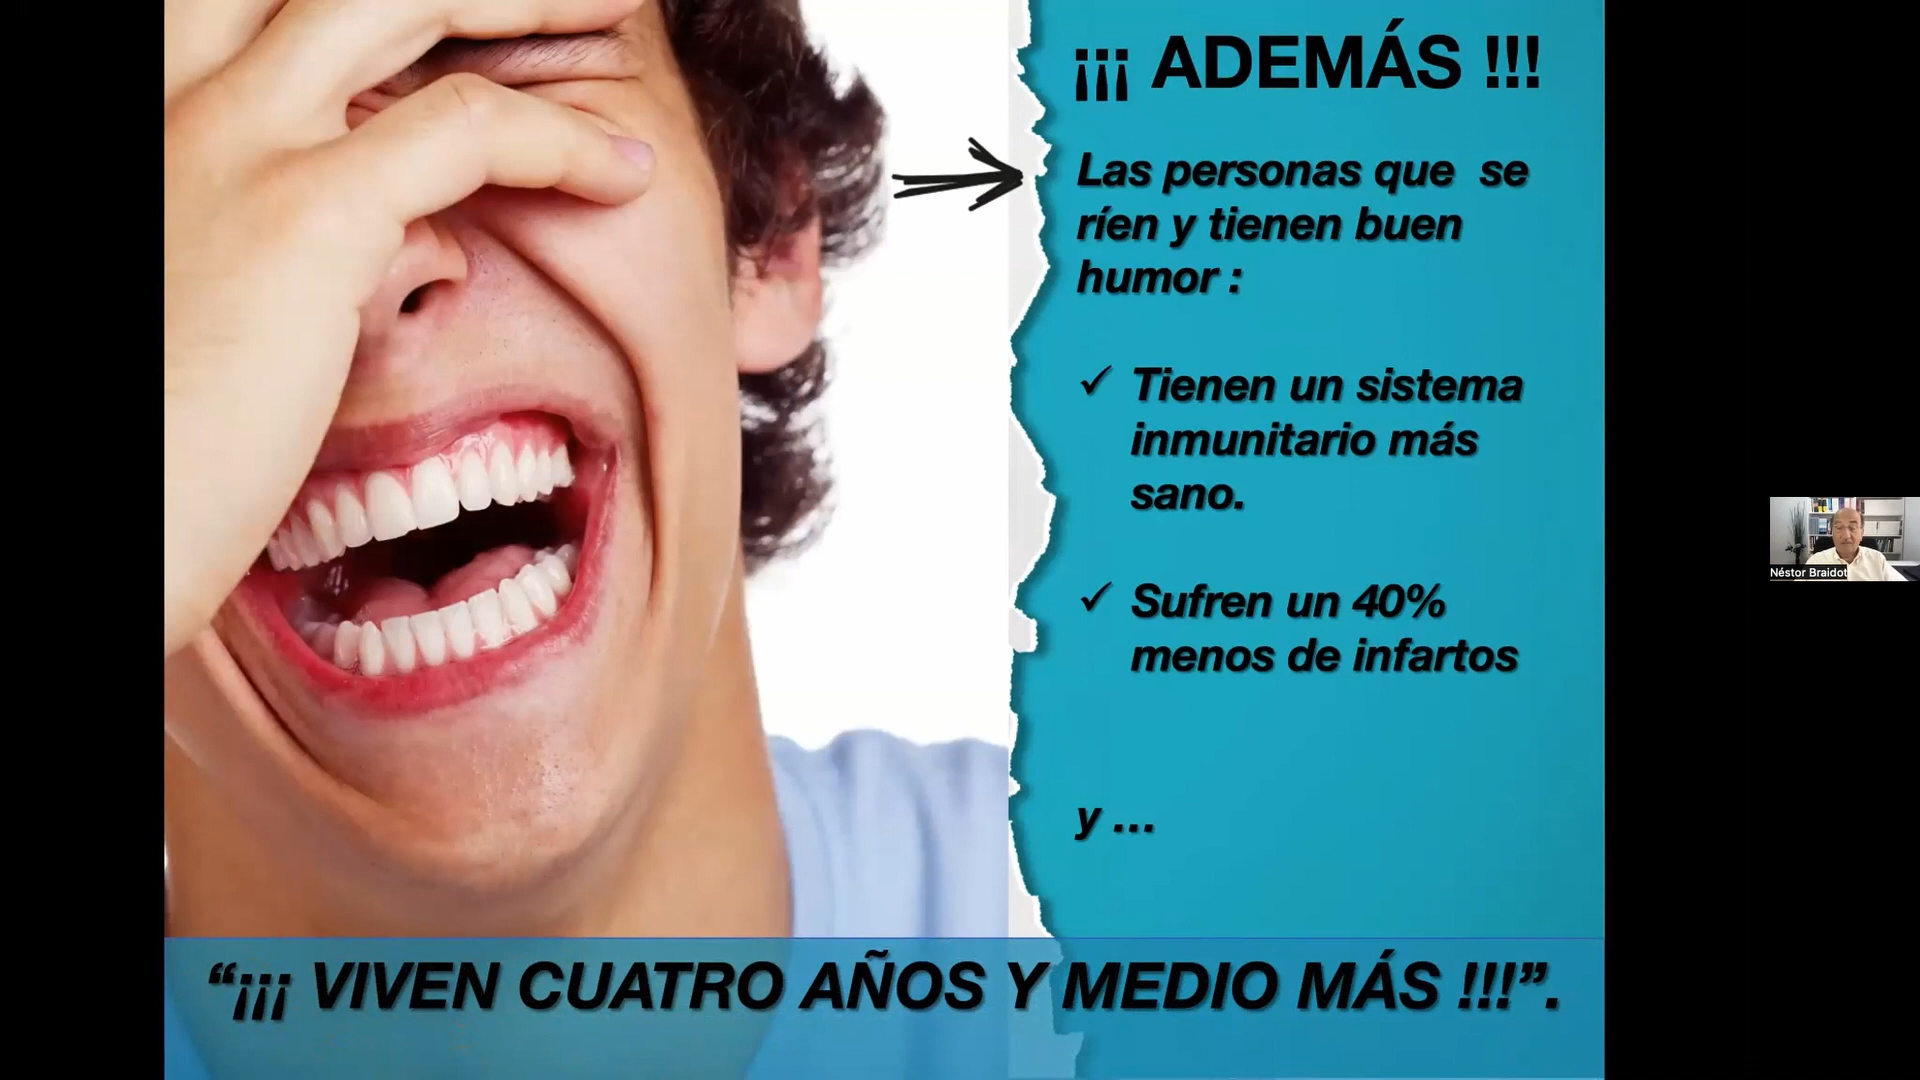 ¡¡¡ ADEMÁS !!!
Las personas que se
ríen y tienen buen
humor :
✓ Tienen un sistema
inmunitario más
sano.
✓ Sufren un 40%
menos de infartos
y ...
“¡¡¡ VIVEN CUATRO AÑOS Y MEDIO MÁS !!!”.
Néstor Braidot